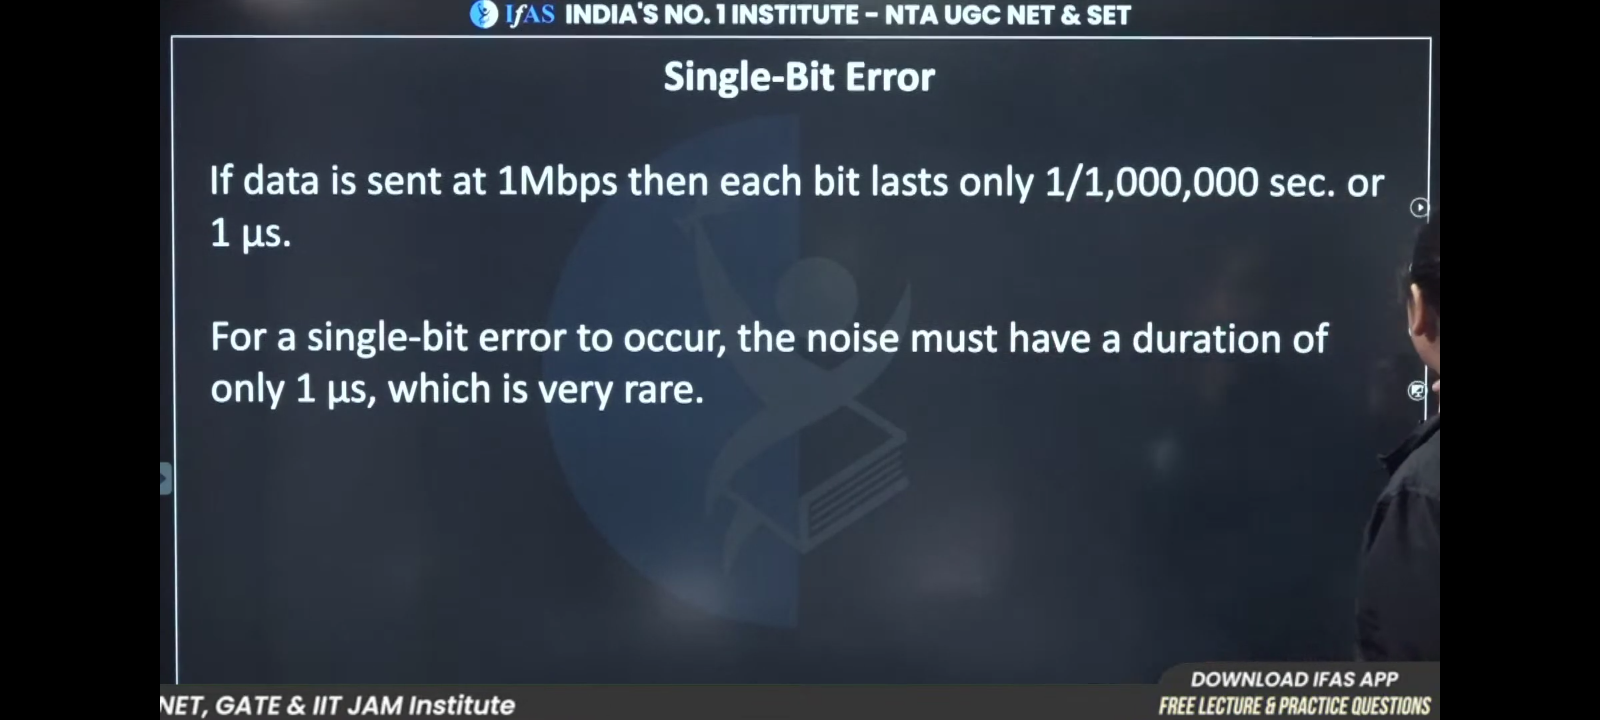 IfAS INDIA'S NO. 1 INSTITUTE – NTA UGC NET & SET
Single-Bit Error
If data is sent at 1Mbps then each bit lasts only 1/1,000,000 sec. or
1 μs.
For a single-bit error to occur, the noise must have a duration of
only 1 μs, which is very rare.
DOWNLOAD IFAS APP
NET, GATE & IIT JAM Institute
FREE LECTURE & PRACTICE QUESTIONS